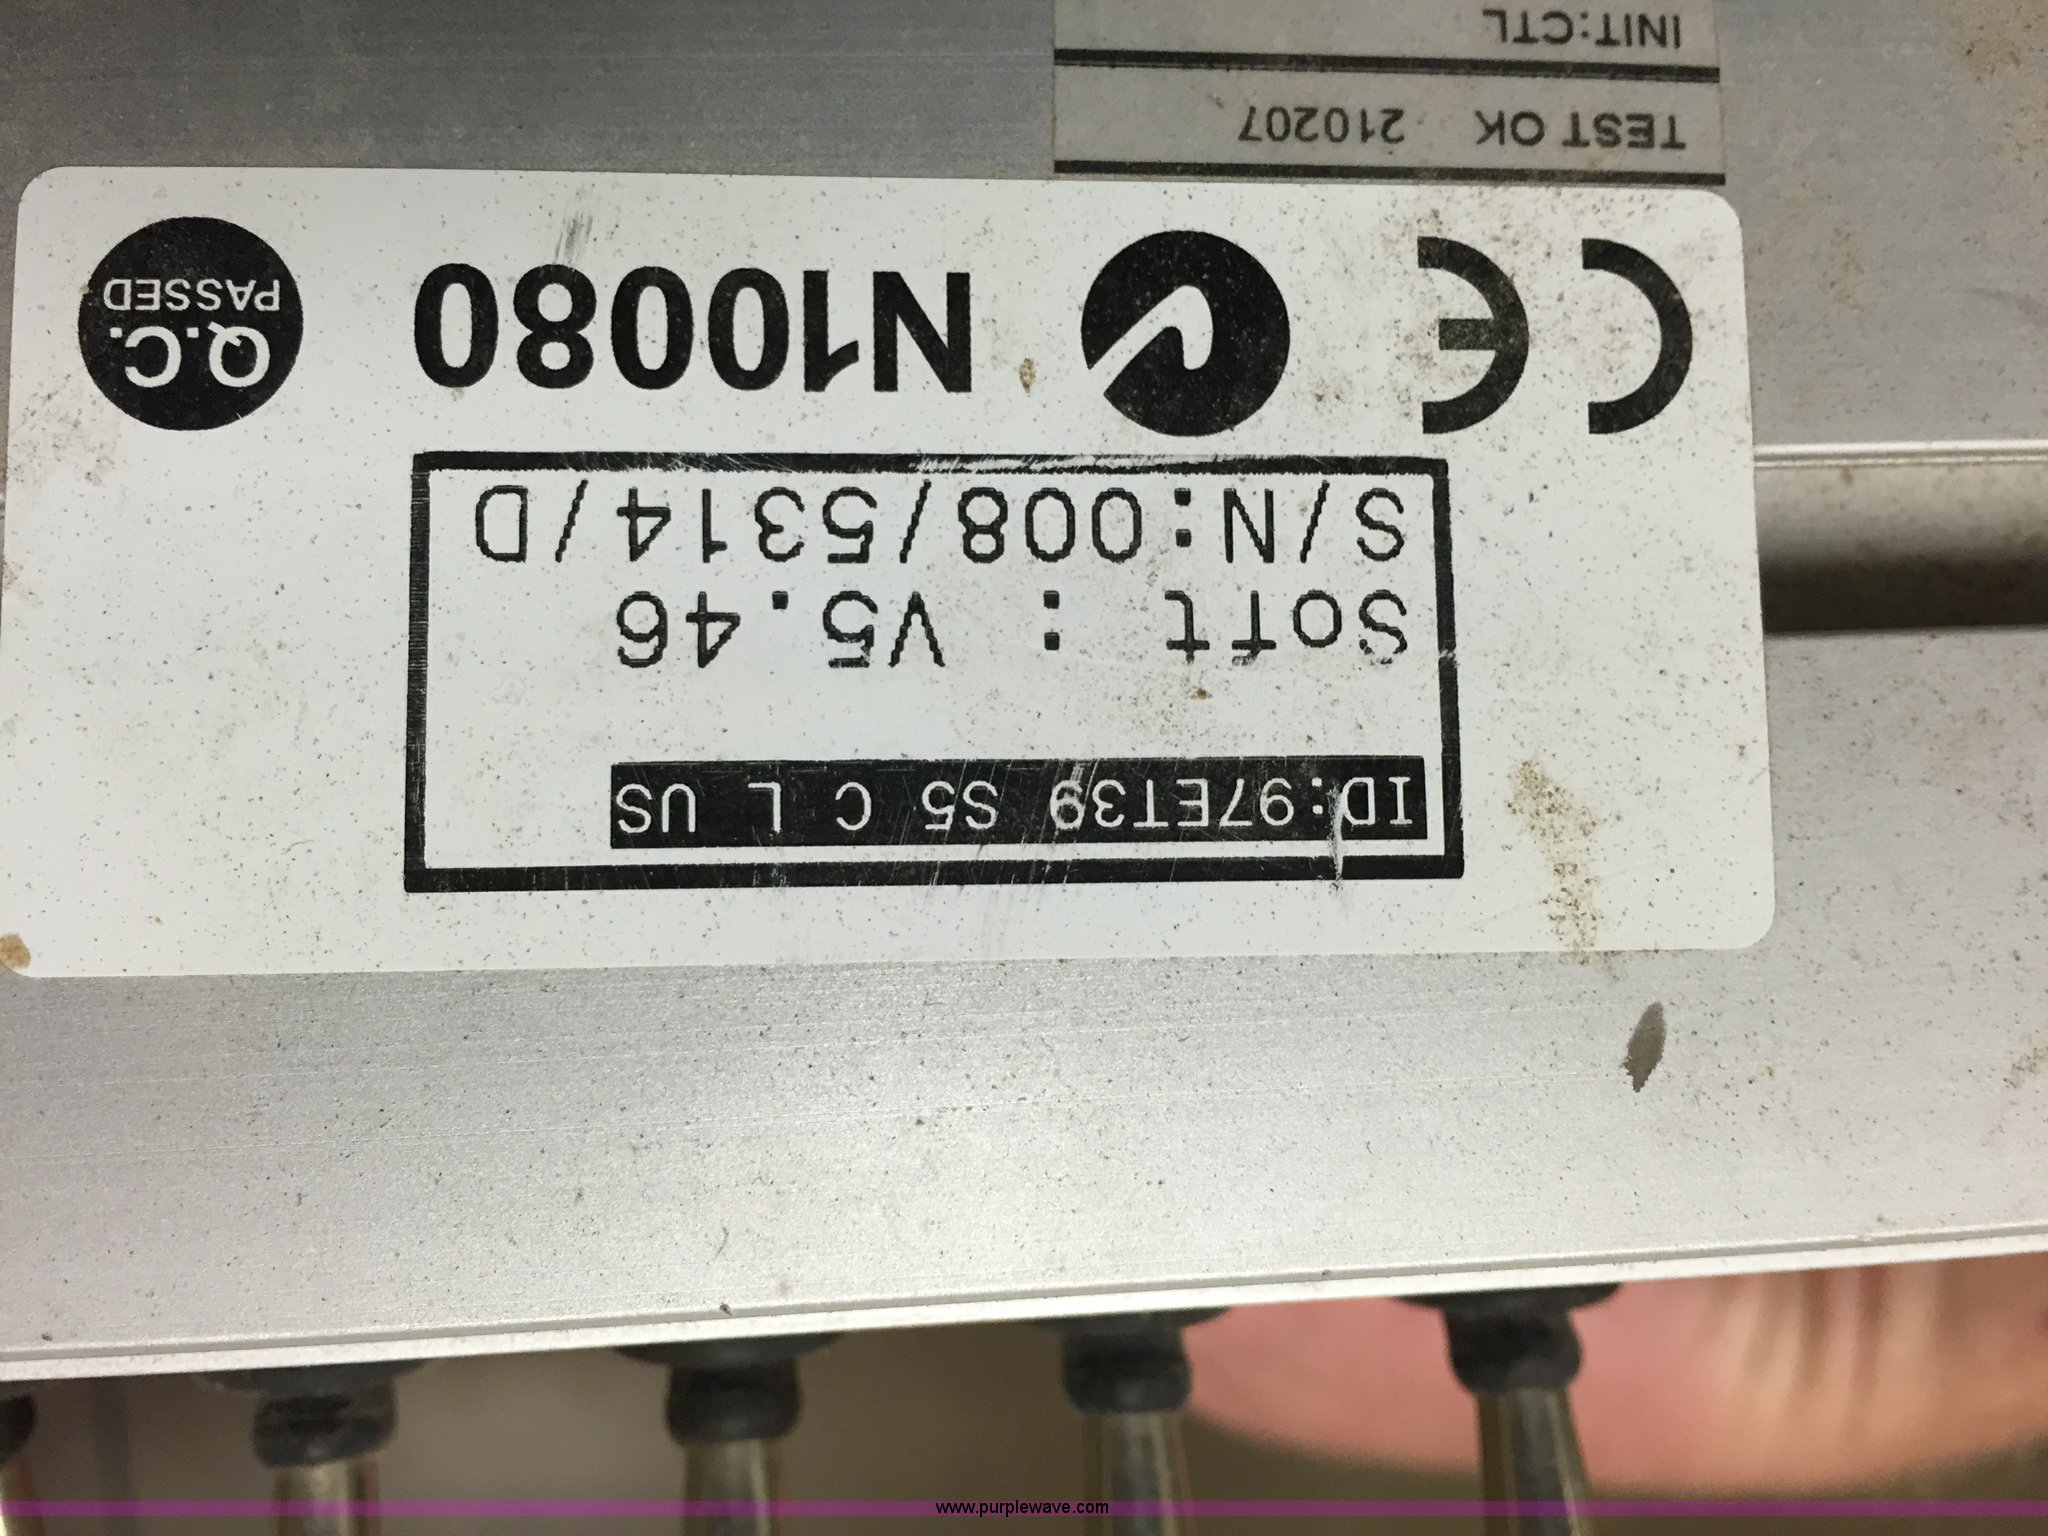 ID:97ET39 S5 C L US
Soft : V5.46
S/N:008/5314/D
CE N10080 Q.C.
PASSED
TEST OK 210207
INIT:CTL
www.purplewave.com